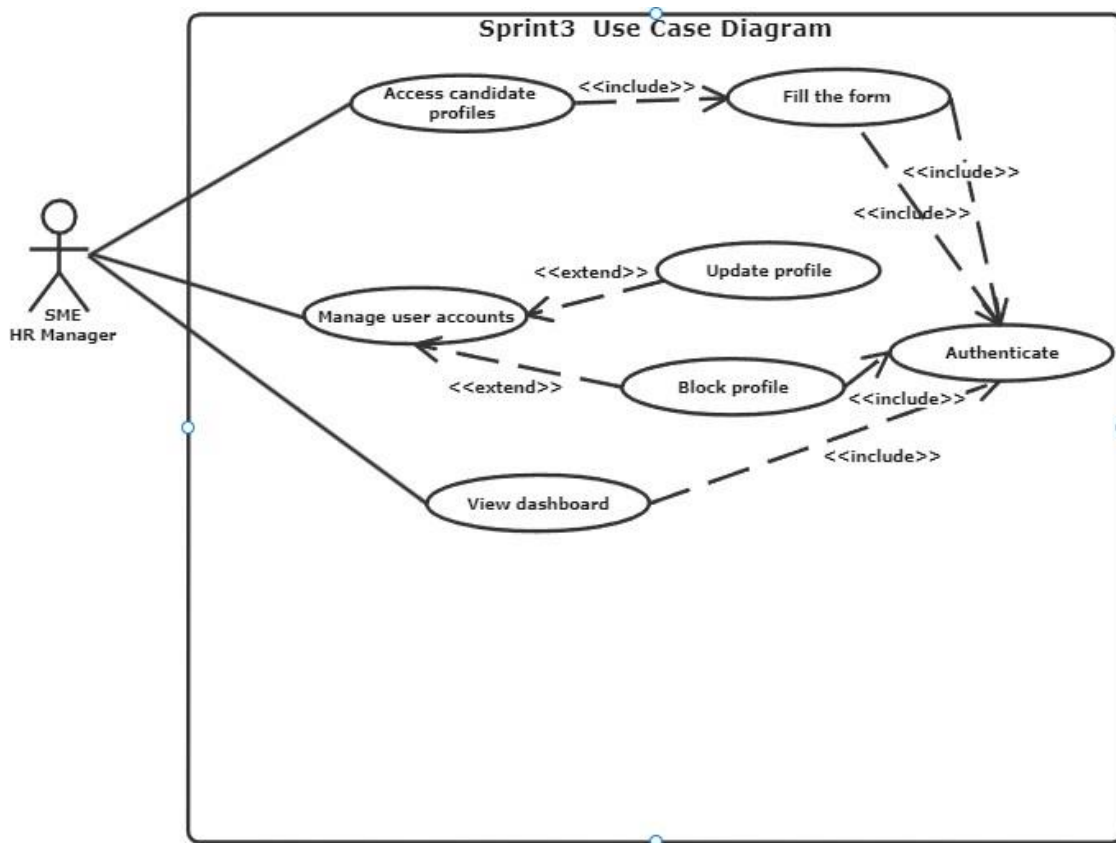 Sprint3 Use Case Diagram
Access candidate
profiles
<<include>>
Fill the form
<<include>>
<<include>>
SME
HR Manager
Manage user accounts
<<extend>>
Update profile
<<extend>>
Block profile
<<include>>
Authenticate
View dashboard
<<include>>